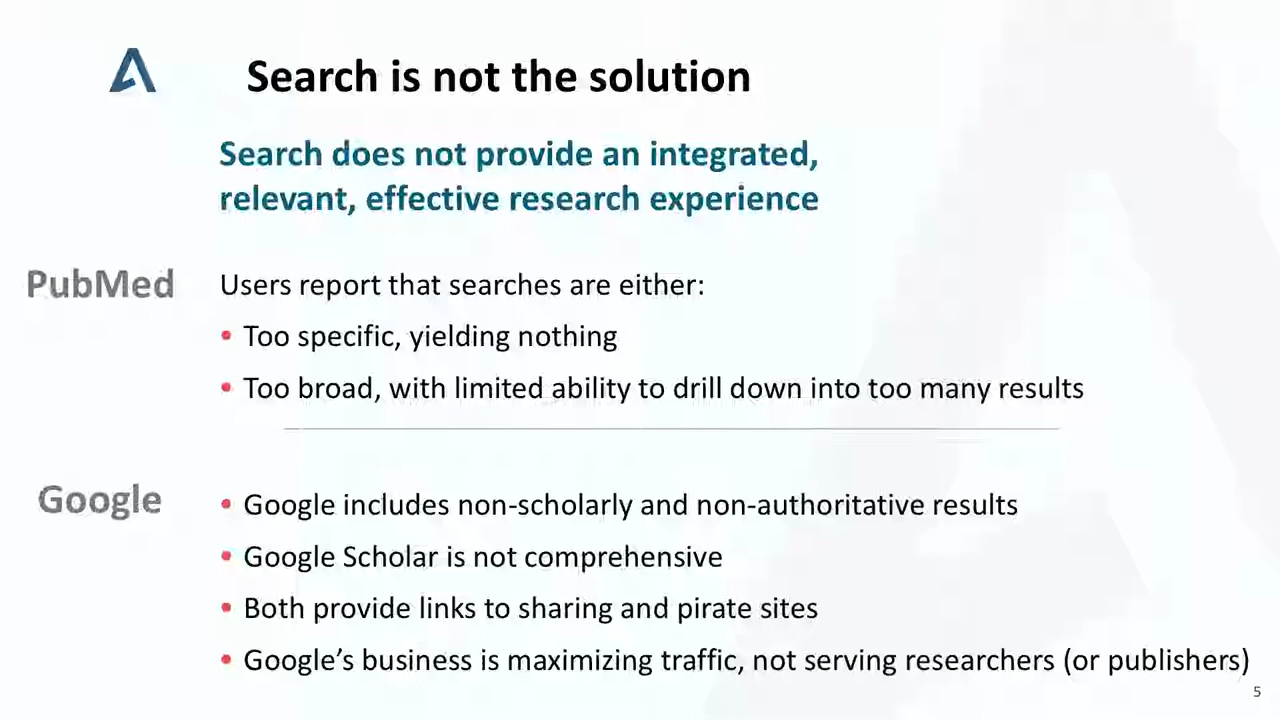 Search is not the solution
Search does not provide an integrated,
relevant, effective research experience
PubMed
Users report that searches are either:
• Too specific, yielding nothing
• Too broad, with limited ability to drill down into too many results
Google
• Google includes non-scholarly and non-authoritative results
• Google Scholar is not comprehensive
• Both provide links to sharing and pirate sites
• Google’s business is maximizing traffic, not serving researchers (or publishers)
5